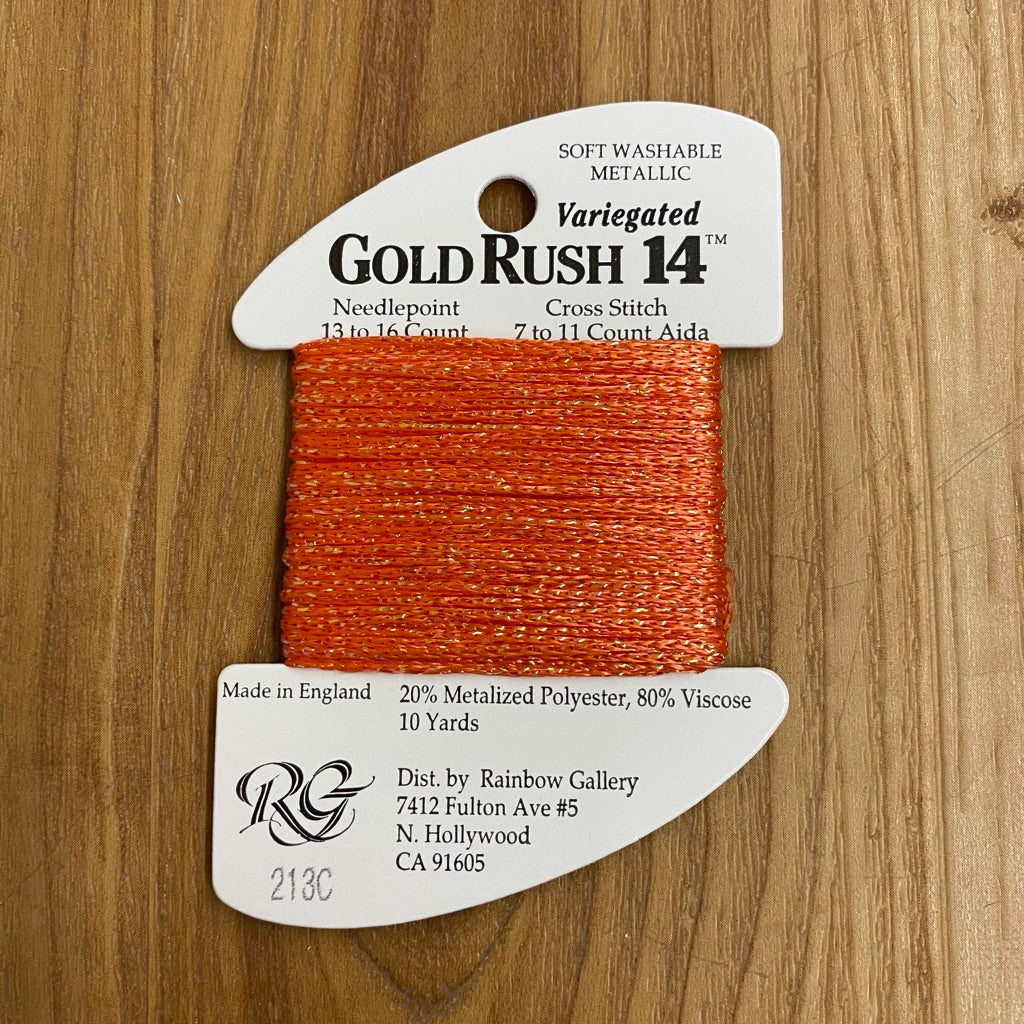 SOFT WASHABLE
METALLIC
Variegated
GOLD RUSH 14™
Needlepoint Cross Stitch
13 to 16 Count 7 to 11 Count Aida
Made in England 20% Metalized Polyester, 80% Viscose
10 Yards
RG
Dist. by Rainbow Gallery
7412 Fulton Ave #5
N. Hollywood
CA 91605
213C